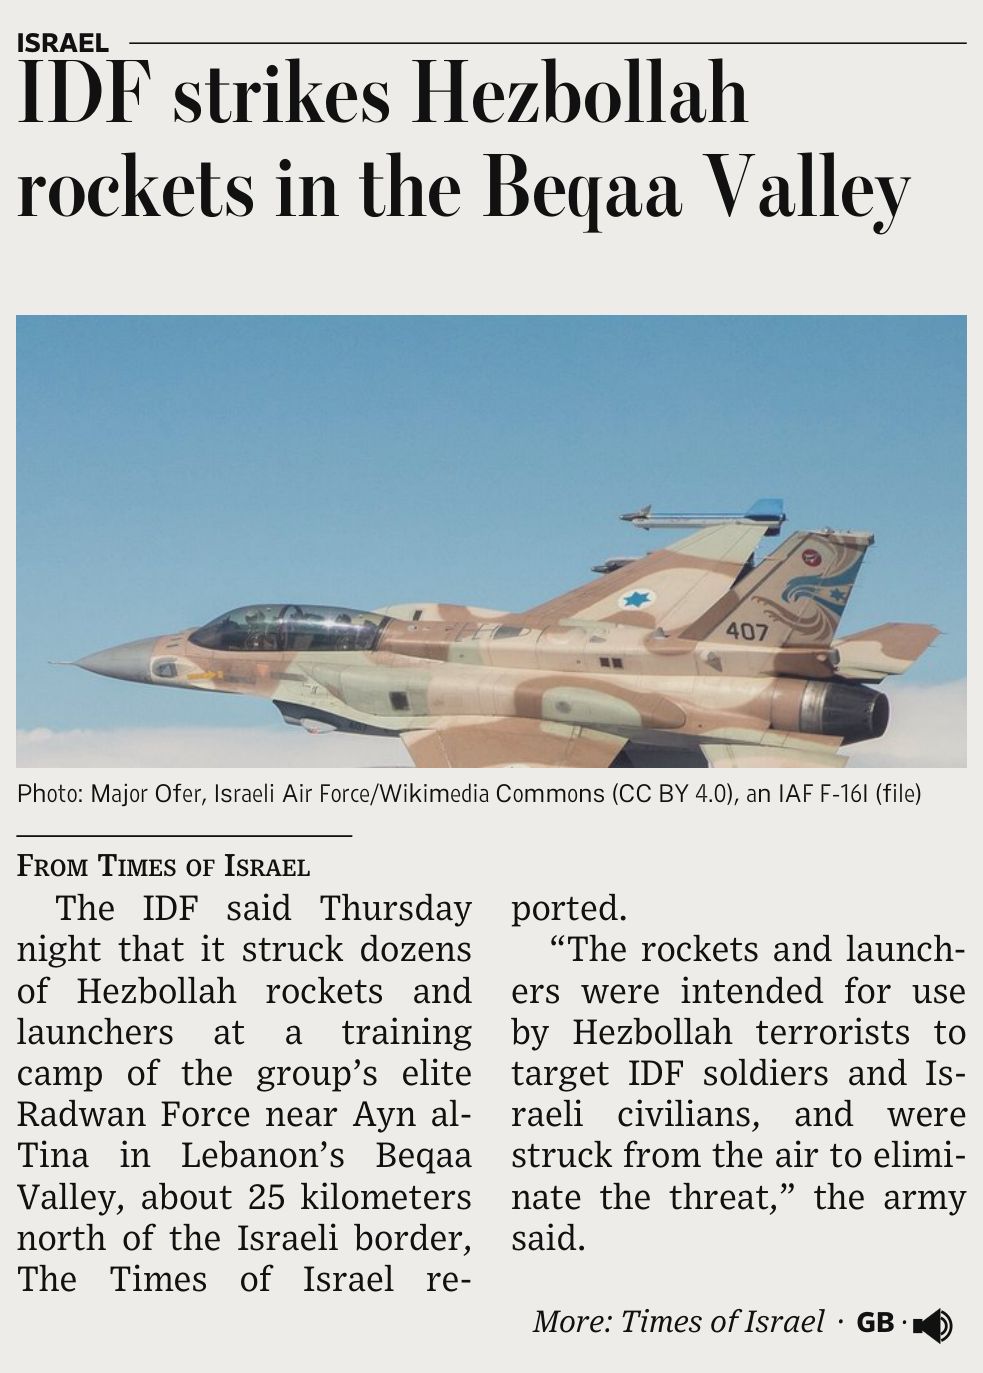 ISRAEL
IDF strikes Hezbollah
rockets in the Beqaa Valley
407
Photo: Major Ofer, Israeli Air Force/Wikimedia Commons (CC BY 4.0), an IAF F-16I (file)
FROM TIMES OF ISRAEL
The IDF said Thursday
night that it struck dozens
of Hezbollah rockets and
launchers at a training
camp of the group’s elite
Radwan Force near Ayn al-
Tina in Lebanon’s Beqaa
Valley, about 25 kilometers
north of the Israeli border,
The Times of Israel re-
ported.
“The rockets and launch-
ers were intended for use
by Hezbollah terrorists to
target IDF soldiers and Is-
raeli civilians, and were
struck from the air to elimi-
nate the threat,” the army
said.
More: Times of Israel · GB ·